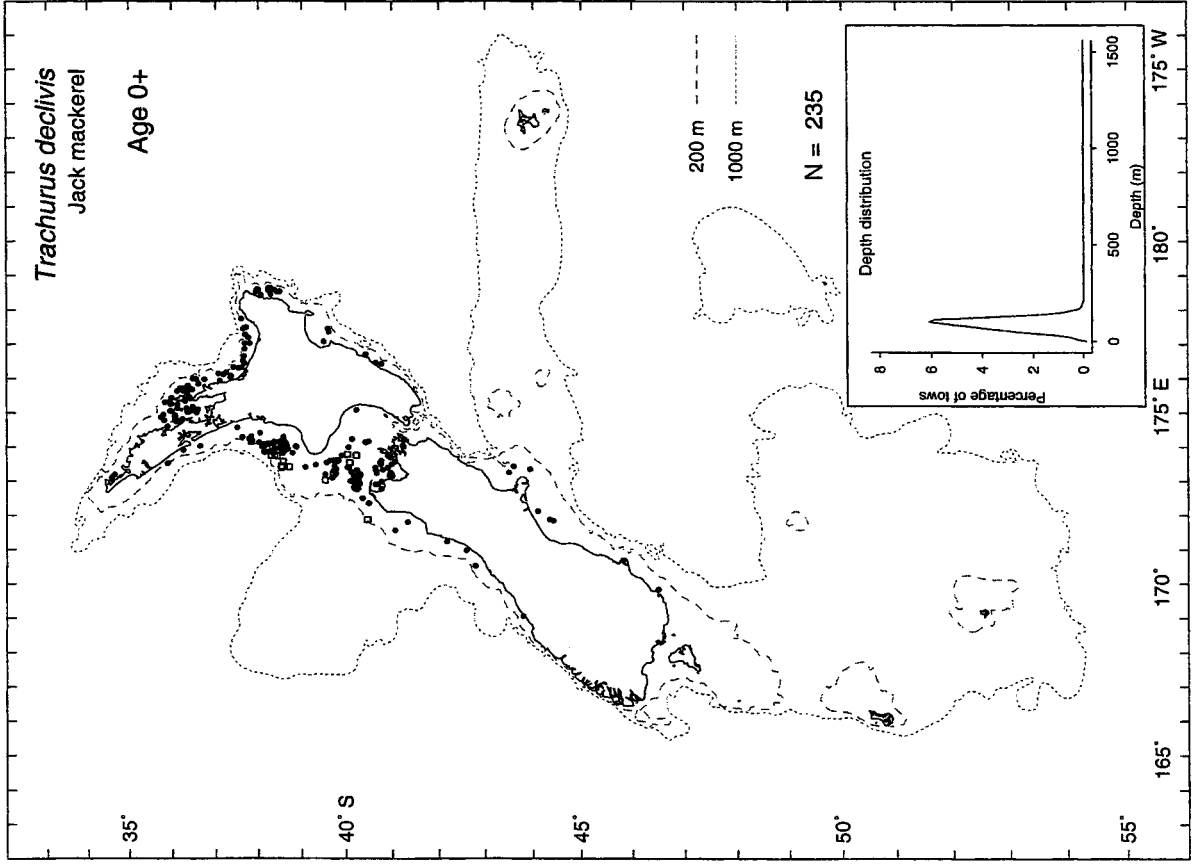 Trachurus declivis
Jack mackerel
Age 0+
35°
40° S
45°
50°
55°
165°
170°
175° E
180°
175° W
200 m
1000 m
N = 235
Depth distribution
Percentage of tows
8
6
4
2
0
0
500
1000
1500
Depth (m)